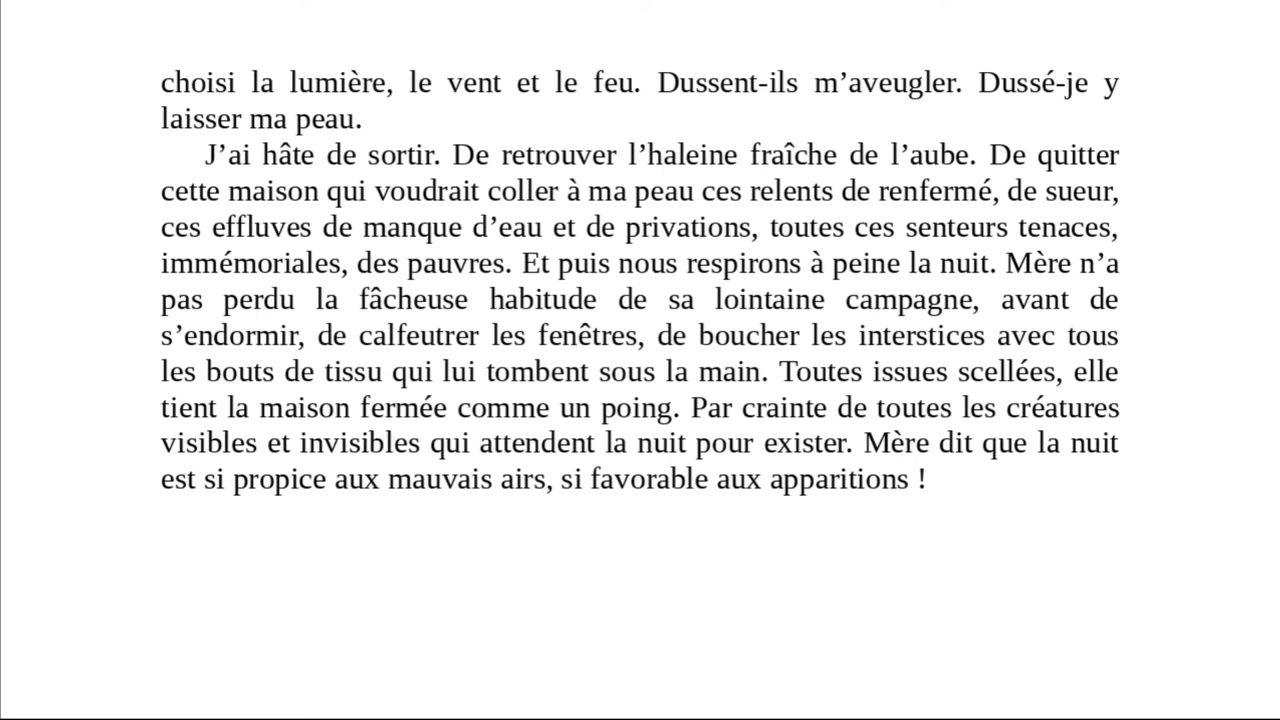 choisi la lumière, le vent et le feu. Dussent-ils m’aveugler. Dussé-je y
laisser ma peau.
J’ai hâte de sortir. De retrouver l’haleine fraîche de l’aube. De quitter
cette maison qui voudrait coller à ma peau ces relents de renfermé, de sueur,
ces effluves de manque d’eau et de privations, toutes ces senteurs tenaces,
immémoriales, des pauvres. Et puis nous respirons à peine la nuit. Mère n’a
pas perdu la fâcheuse habitude de sa lointaine campagne, avant de
s’endormir, de calfeutrer les fenêtres, de boucher les interstices avec tous
les bouts de tissu qui lui tombent sous la main. Toutes issues scellées, elle
tient la maison fermée comme un poing. Par crainte de toutes les créatures
visibles et invisibles qui attendent la nuit pour exister. Mère dit que la nuit
est si propice aux mauvais airs, si favorable aux apparitions !